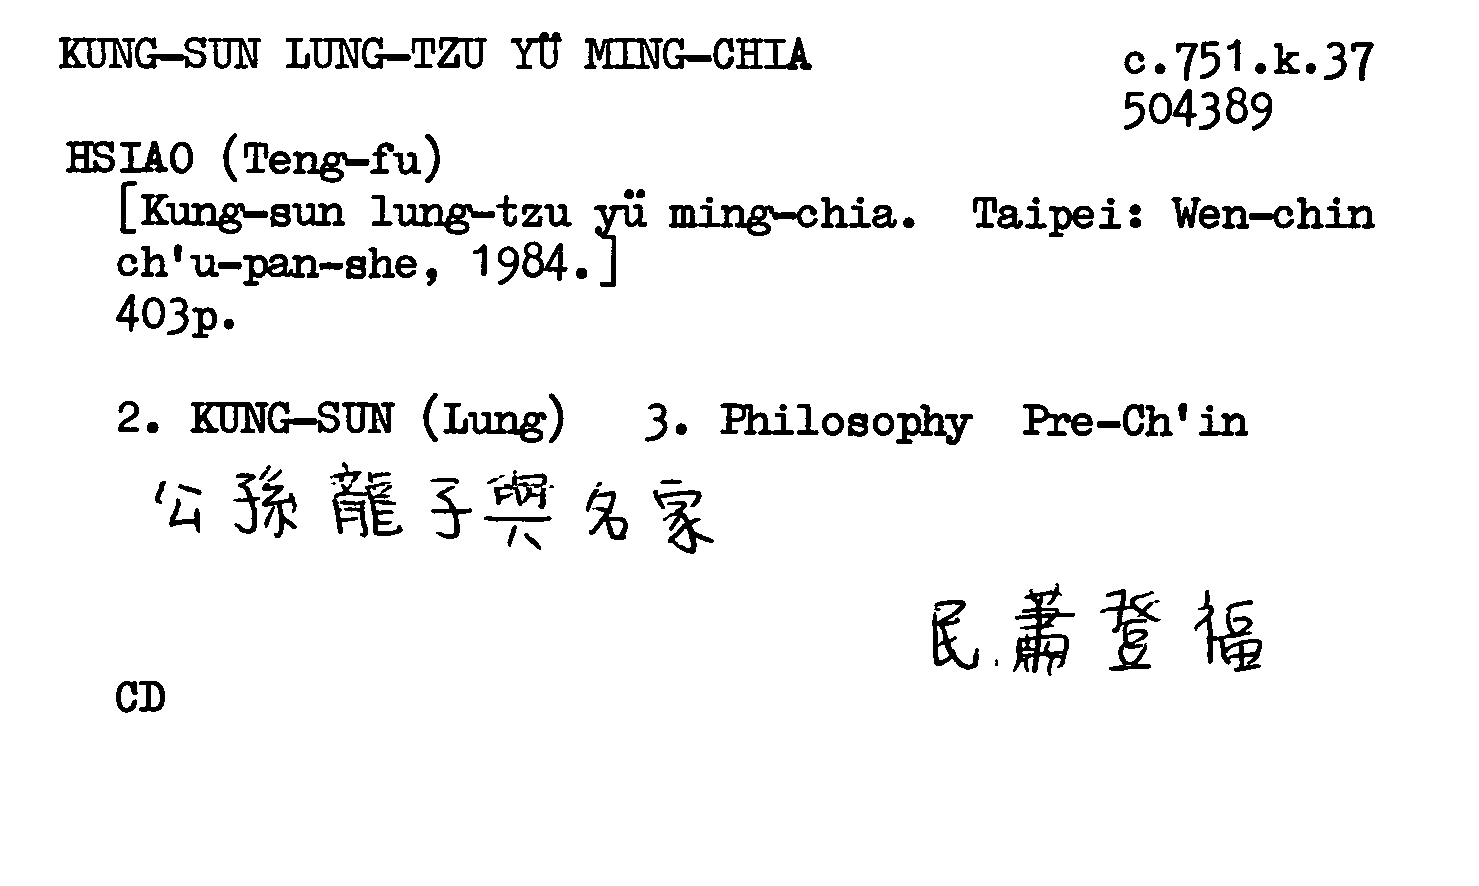 KUNG-SUN LUNG-TZU YÜ MING-CHIA
c.751.k.37
504389
HSIAO (Teng-fu)
[Kung-sun lung-tzu yü ming-chia. Taipei: Wen-chin
ch'u-pan-she, 1984.]
403p.
2. KUNG-SUN (Lung) 3. Philosophy Pre-Ch'in
公孫龍子與名家
民.蕭登福
CD